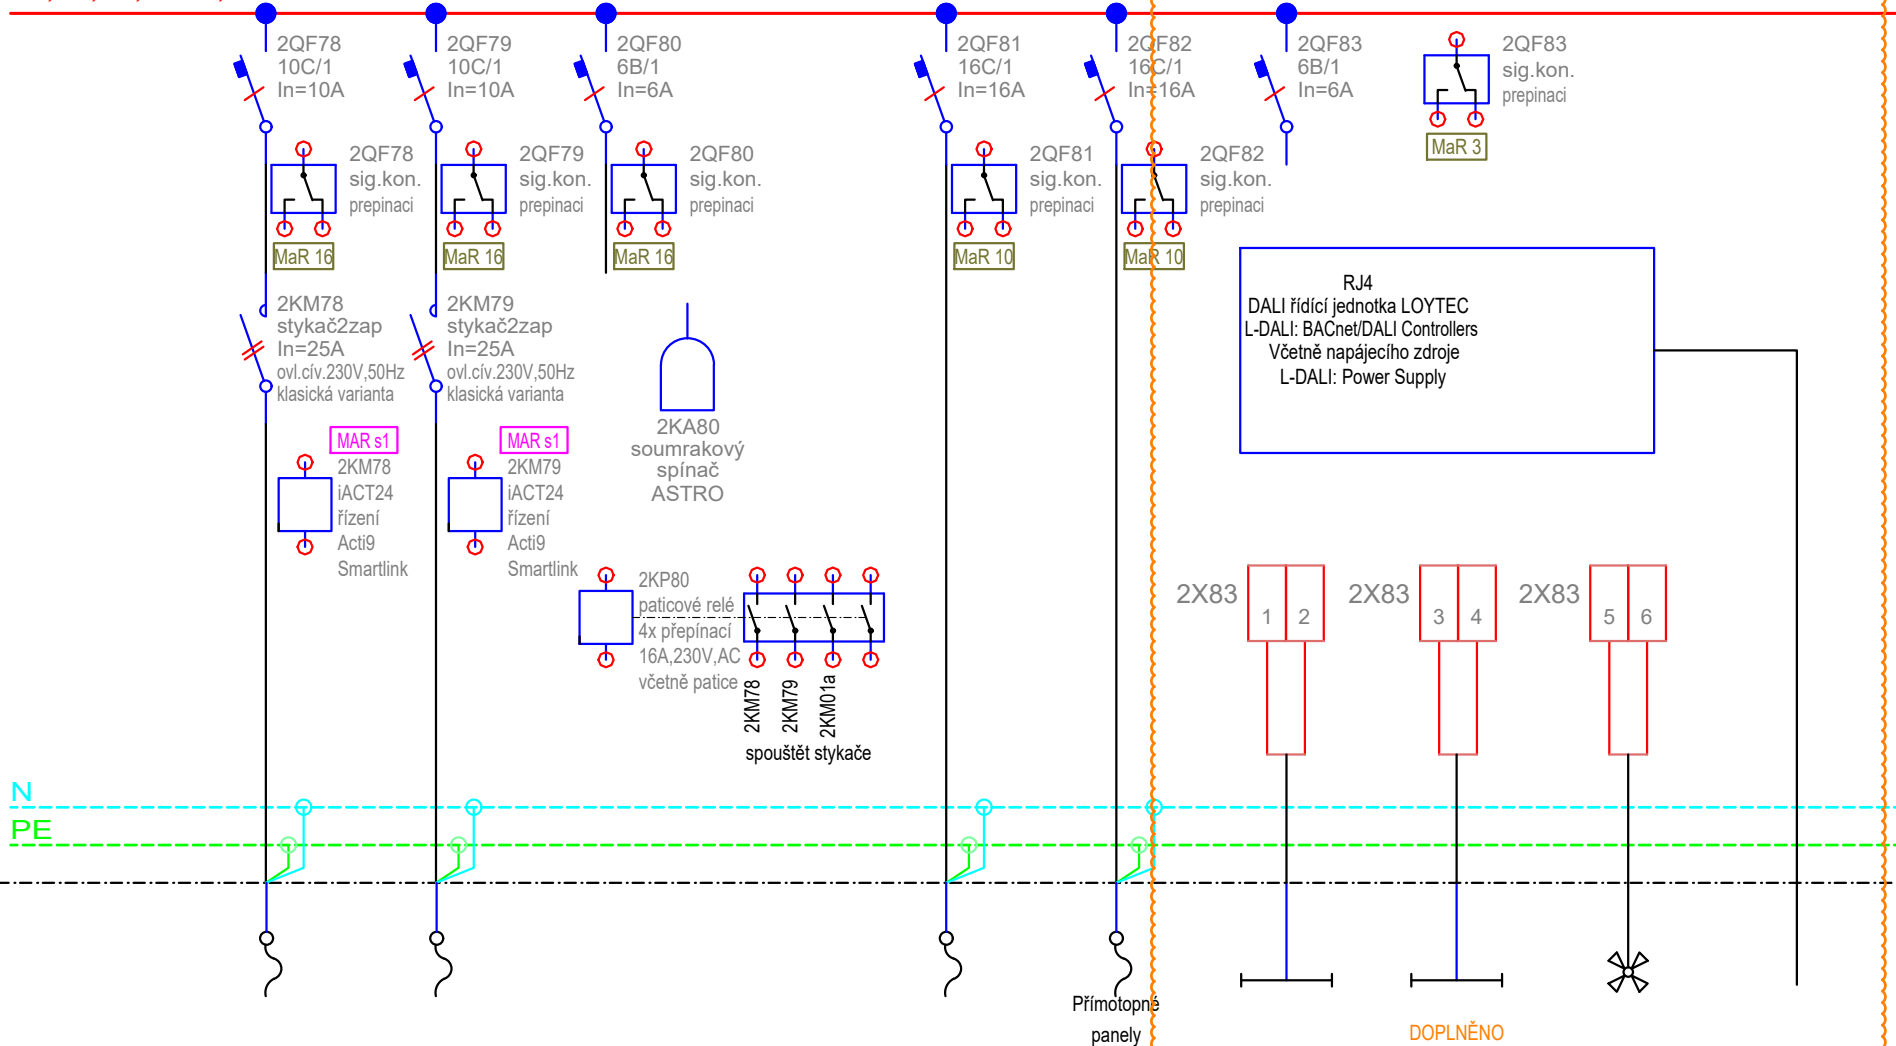 2QF78
10C/1
In=10A
2QF79
10C/1
In=10A
2QF80
6B/1
In=6A
2QF81
16C/1
In=16A
2QF82
16C/1
In=16A
2QF83
6B/1
In=6A
2QF83
sig.kon.
prepinaci
MaR 3
2QF78
sig.kon.
prepinaci
MaR 16
2QF79
sig.kon.
prepinaci
MaR 16
2QF80
sig.kon.
prepinaci
MaR 16
2QF81
sig.kon.
prepinaci
MaR 10
2QF82
sig.kon.
prepinaci
MaR 10
2KM78
stykač2zap
In=25A
ovl.cív.230V,50Hz
klasická varianta
2KM79
stykač2zap
In=25A
ovl.cív.230V,50Hz
klasická varianta
RJ4
DALI řídící jednotka LOYTEC
L-DALI: BACnet/DALI Controllers
Včetně napájecího zdroje
L-DALI: Power Supply
MAR s1
2KM78
iACT24
řízení
Acti9
Smartlink
MAR s1
2KM79
iACT24
řízení
Acti9
Smartlink
2KA80
soumrakový
spínač
ASTRO
2KP80
paticové relé
4x přepínací
16A,230V,AC
včetně patice
2KM78
2KM79
2KM01a
spouštět stykače
2X83
1 2
2X83
3 4
2X83
5 6
N
PE
Přímotopné
panely
DOPLNĚNO